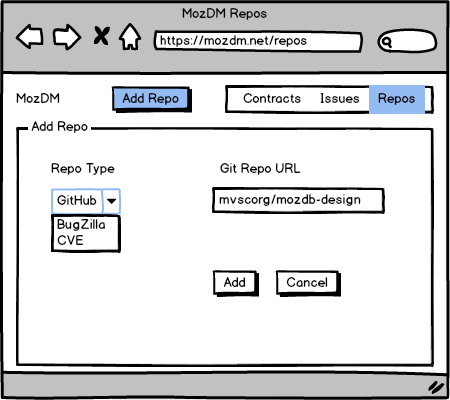 MozDM Repos
https://mozdm.net/repos
MozDM Add Repo Contracts Issues Repos
Add Repo
Repo Type Git Repo URL
GitHub mvscorg/mozdb-design
BugZilla
CVE
Add Cancel